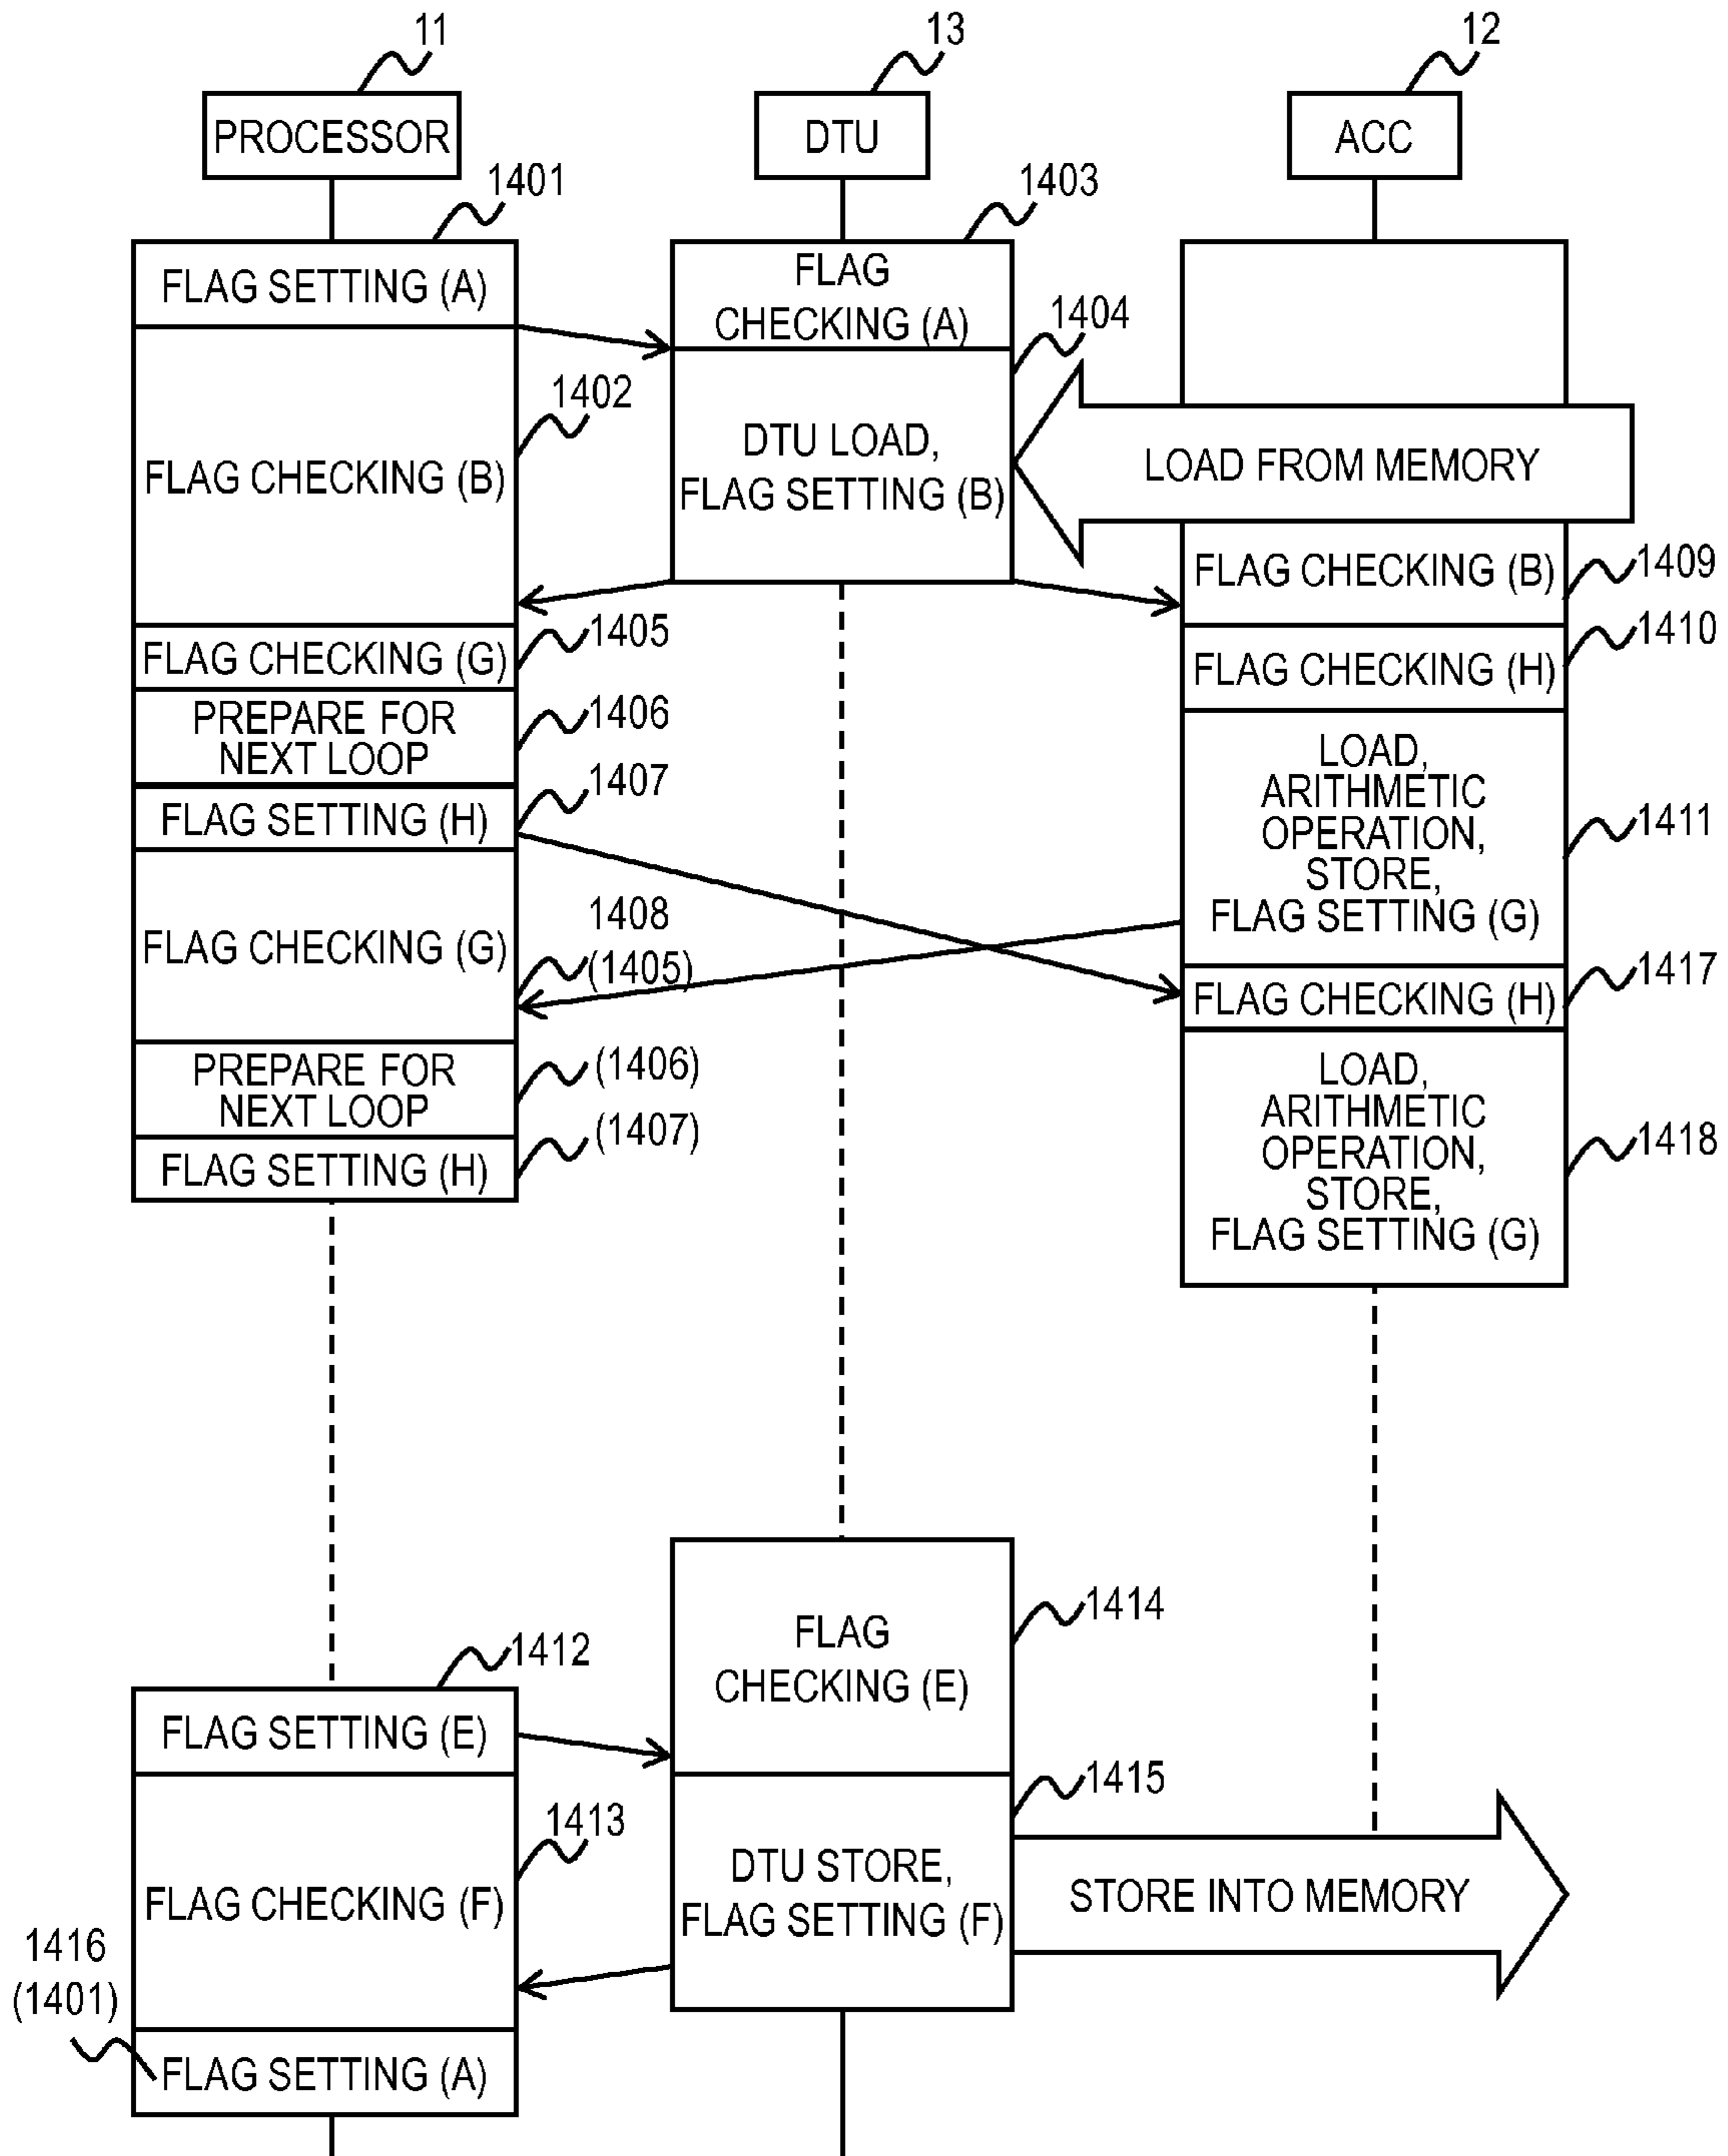 11
13
12
PROCESSOR
DTU
ACC
1401
1403
FLAG SETTING (A)
FLAG
CHECKING (A)
1404
1402
FLAG CHECKING (B)
DTU LOAD,
FLAG SETTING (B)
LOAD FROM MEMORY
FLAG CHECKING (B)
1409
1405
FLAG CHECKING (G)
1410
FLAG CHECKING (H)
PREPARE FOR
NEXT LOOP
1406
1407
FLAG SETTING (H)
LOAD,
ARITHMETIC
OPERATION,
STORE,
FLAG SETTING (G)
1411
FLAG CHECKING (G)
1408
(1405)
FLAG CHECKING (H)
1417
PREPARE FOR
NEXT LOOP
(1406)
(1407)
FLAG SETTING (H)
LOAD,
ARITHMETIC
OPERATION,
STORE,
FLAG SETTING (G)
1418
FLAG
CHECKING (E)
1414
1412
FLAG SETTING (E)
1415
1413
FLAG CHECKING (F)
DTU STORE,
FLAG SETTING (F)
STORE INTO MEMORY
1416
(1401)
FLAG SETTING (A)